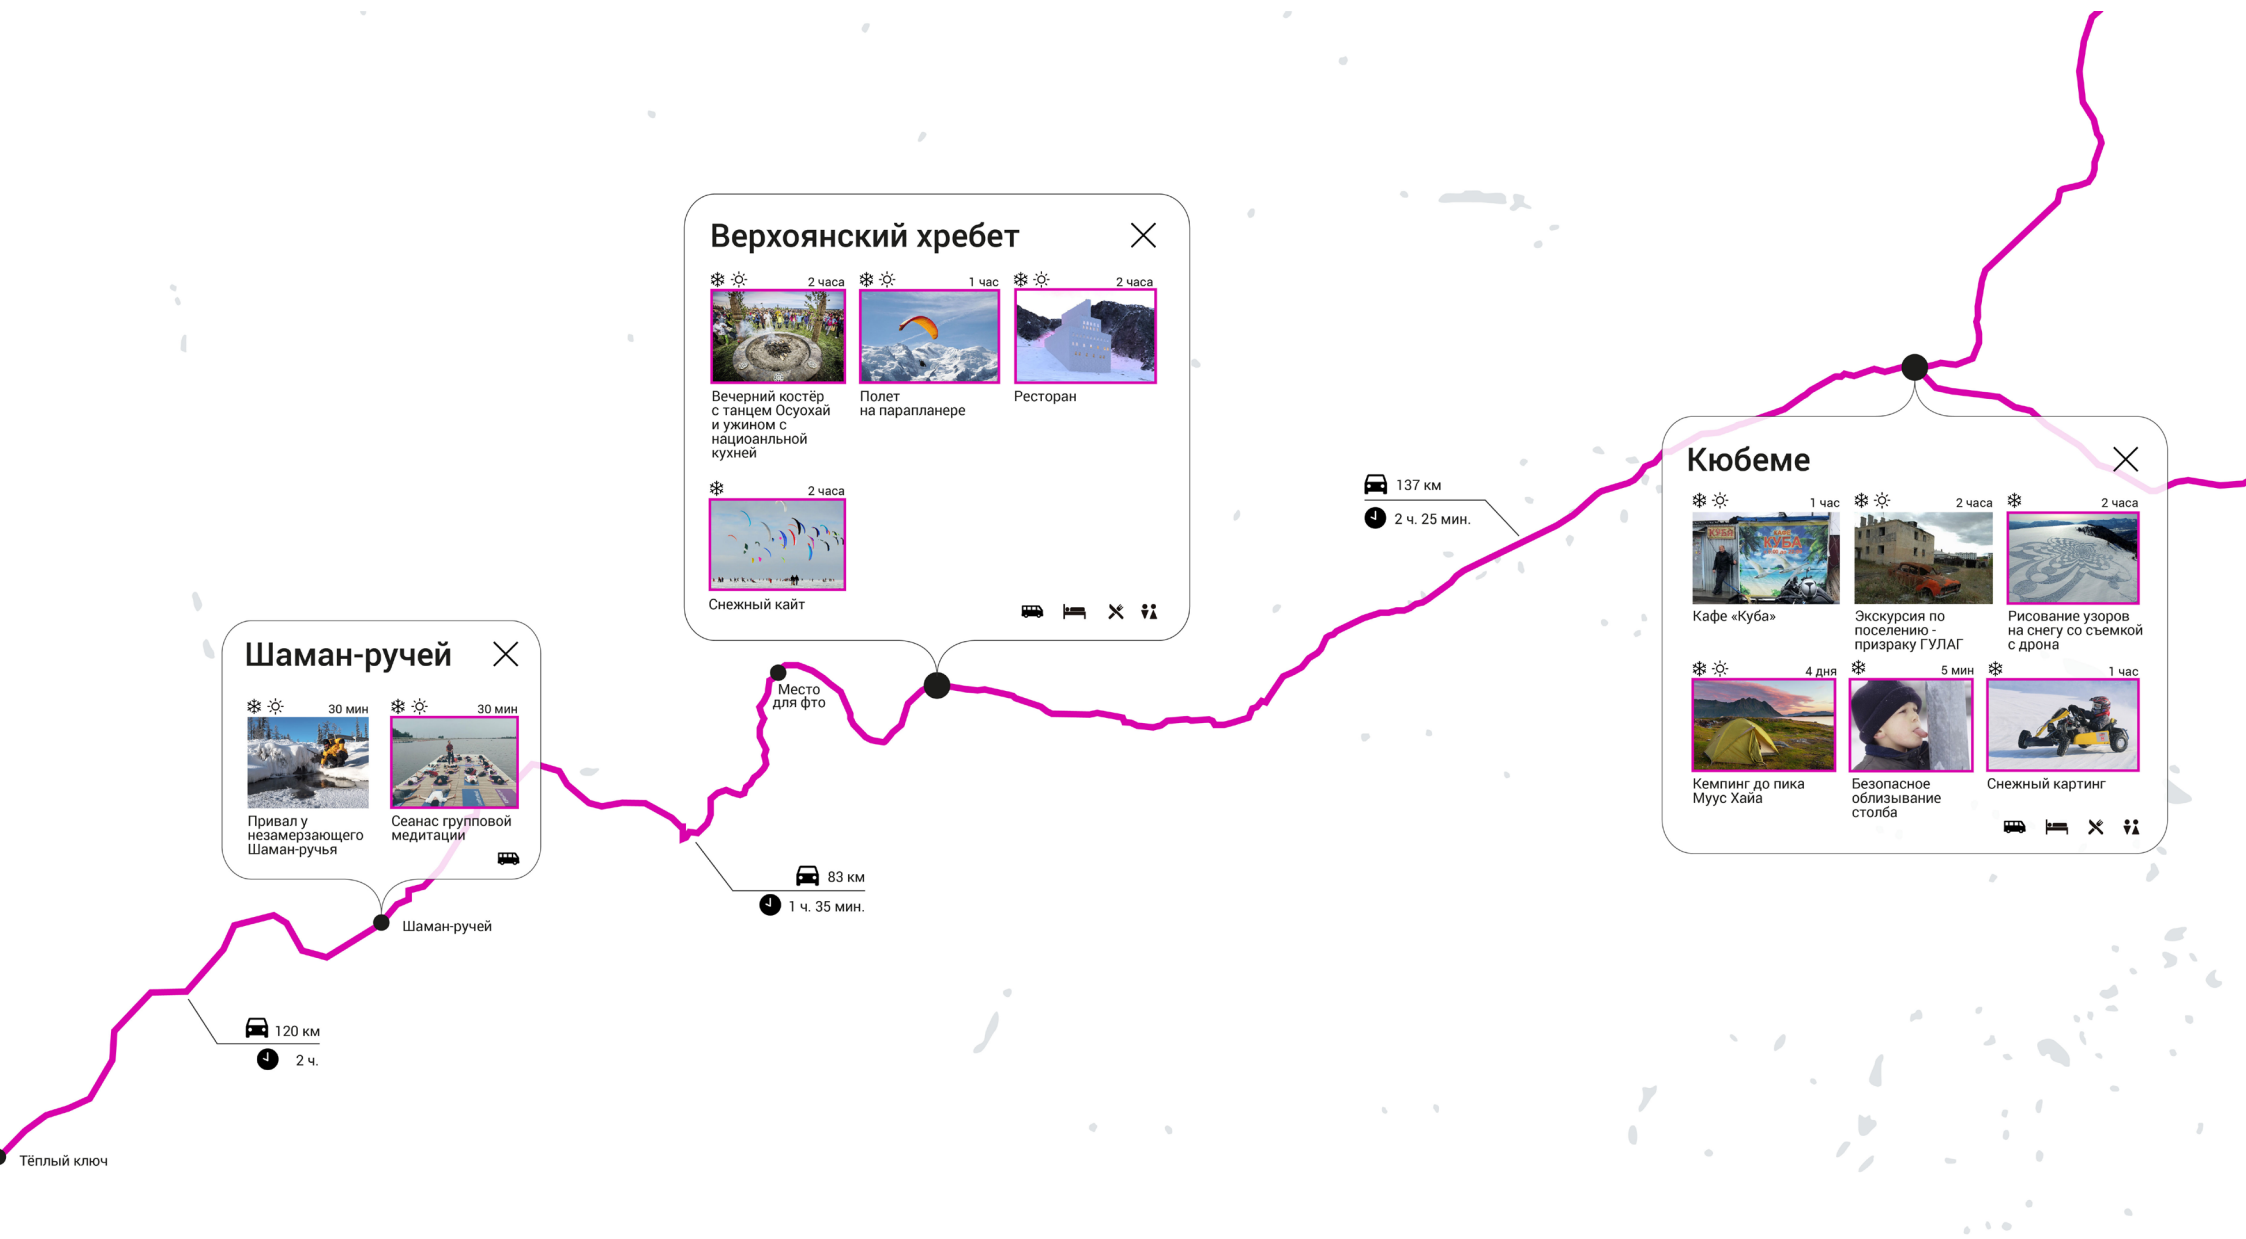 Верхоянский хребет
2 часа
1 час
2 часа
Вечерний костёр
с танцем Осуохай
и ужином с
нациоанльной
кухней
Полет
на парапланере
Ресторан
2 часа
Снежный кайт
137 км
2 ч. 25 мин.
Кюбеме
1 час
2 часа
2 часа
КУБА
КУБА
Кафе «Куба»
Экскурсия по
поселению -
призраку ГУЛАГ
Рисование узоров
на снегу со съемкой
с дрона
4 дня
5 мин
1 час
Кемпинг до пика
Муус Хайа
Безопасное
облизывание
столба
Снежный картинг
Шаман-ручей
30 мин
30 мин
Привал у
незамерзающего
Шаман-ручья
Сеанас групповой
медитации
Место
для фто
83 км
1 ч. 35 мин.
Шаман-ручей
120 км
2 ч.
Тёплый ключ